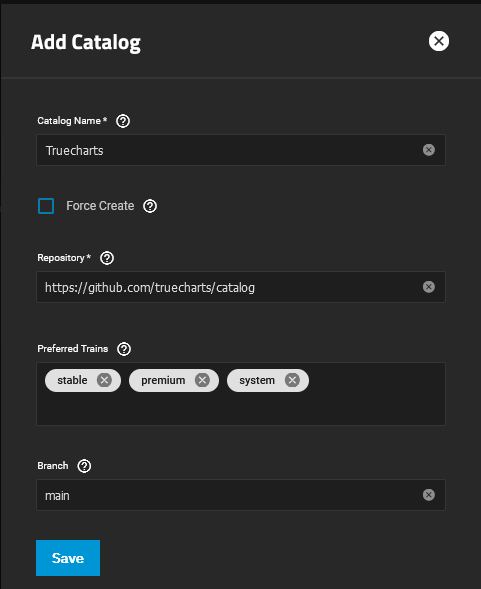 Add Catalog
Catalog Name *
Truecharts
Force Create
Repository *
https://github.com/truecharts/catalog
Preferred Trains
stable premium system
Branch
main
Save